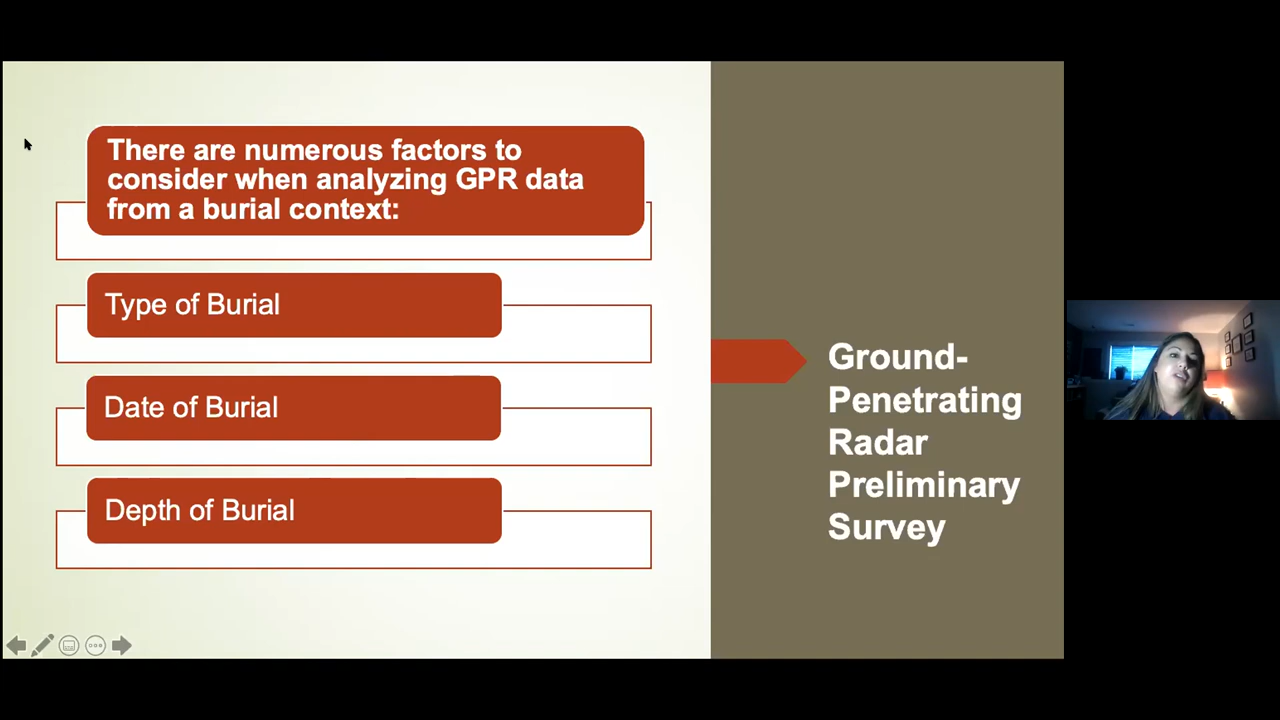 There are numerous factors to
consider when analyzing GPR data
from a burial context:
Type of Burial
Date of Burial
Depth of Burial
Ground-
Penetrating
Radar
Preliminary
Survey